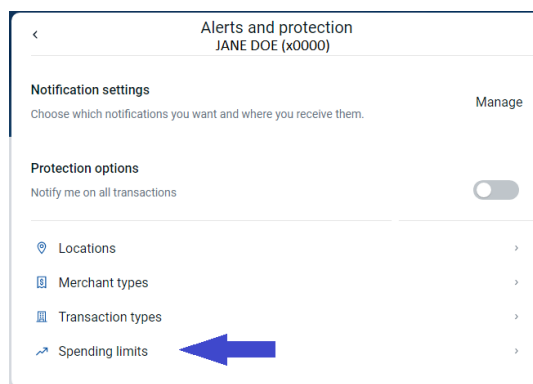 Alerts and protection
JANE DOE (x0000)
Notification settings
Choose which notifications you want and where you receive them.
Manage
Protection options
Notify me on all transactions
Locations
Merchant types
Transaction types
Spending limits